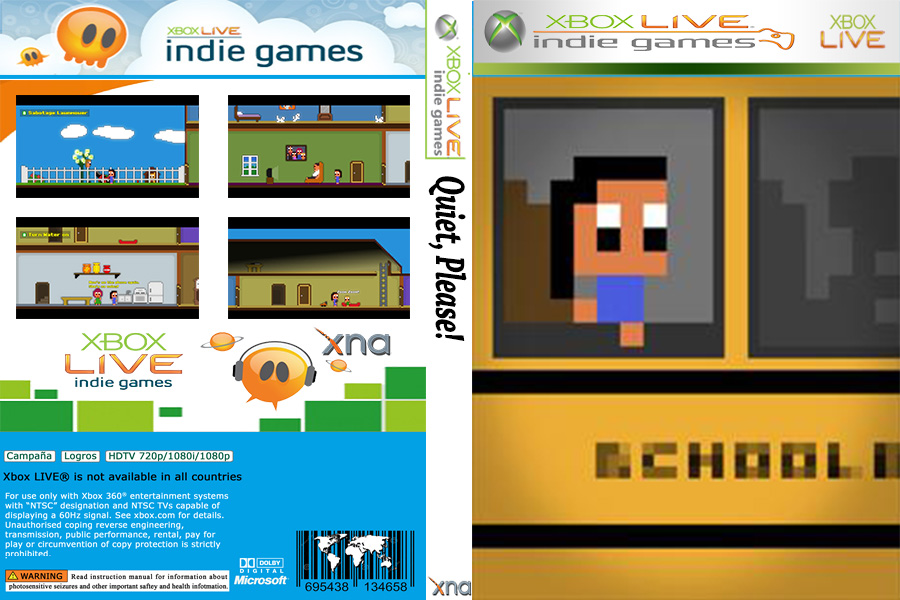 XBOX LIVE
indie games
Sabotage Lawnmower
Turn Water on
XBOX
LIVE
indie games
xna
Campaña Logros HDTV 720p/1080i/1080p
Xbox LIVE® is not available in all countries
For use only with Xbox 360® entertainment systems
with “NTSC” designation and NTSC TVs capable of
displaying a 60Hz signal. See xbox.com for details.
Unauthorised coping reverse engineering,
transmission, public performance, rental, pay for
play or circumvention of copy protection is strictly
prohibited.
WARNING Read instruction manual for information about
photosensitive seizures and other important saftey and health infotmation.
DOLBY
DIGITAL
Microsoft®
695438 134658
XBOX LIVE
indie games
Quiet, Please!
xna
XBOX LIVE
indie games
XBOX
LIVE
SCHOOL